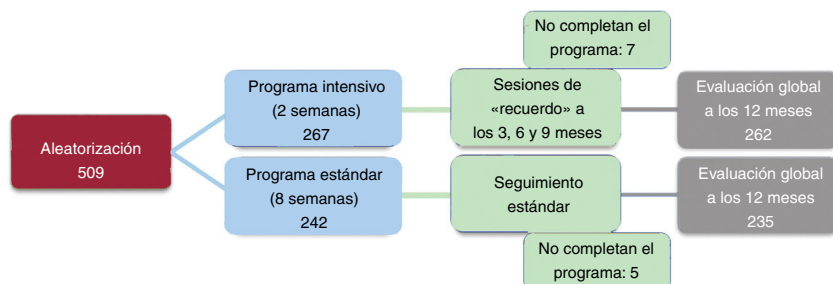 No completan el
programa: 7
Programa intensivo
(2 semanas)
267
Sesiones de
«recuerdo» a
los 3, 6 y 9 meses
Evaluación global
a los 12 meses
262
Aleatorización
509
Programa estándar
(8 semanas)
242
Seguimiento
estándar
Evaluación global
a los 12 meses
235
No completan el
programa: 5